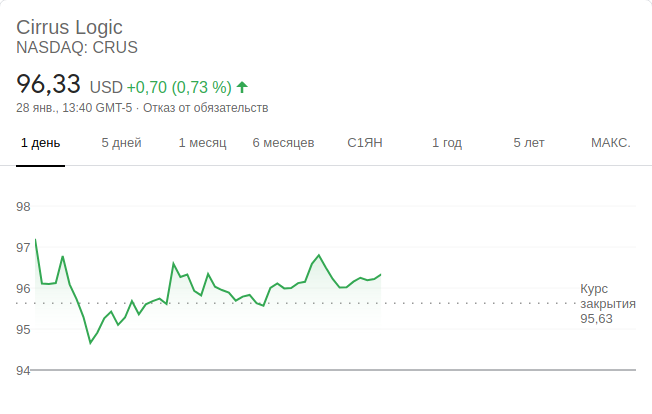 Cirrus Logic
NASDAQ: CRUS
96,33 USD +0,70 (0,73 %)
28 янв., 13:40 GMT-5 · Отказ от обязательств
1 день 5 дней 1 месяц 6 месяцев С1ЯН 1 год 5 лет МАКС.
98
97
96
95
94
Курс
закрытия
95,63